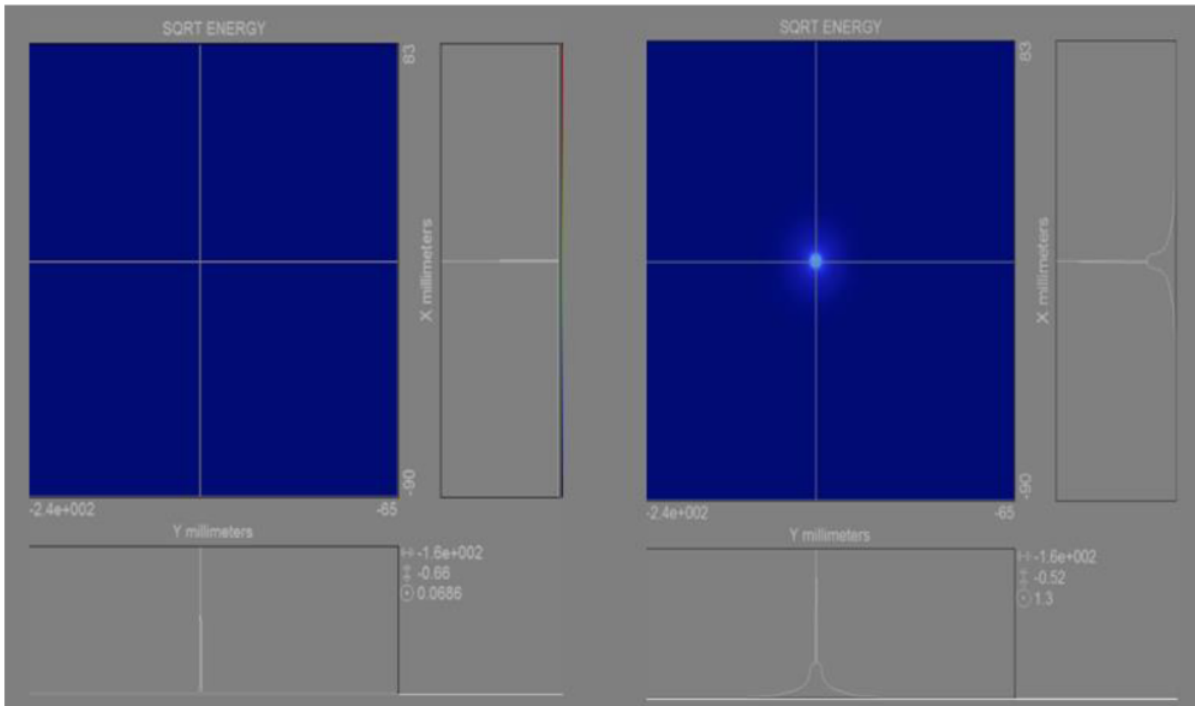 SQRT ENERGY
83
X millimeters
-90
-2.4e+002
-65
Y millimeters
-1.6e+002
-0.66
0.0686
SQRT ENERGY
83
X millimeters
-90
-2.4e+002
-65
Y millimeters
-1.6e+002
-0.52
1.3